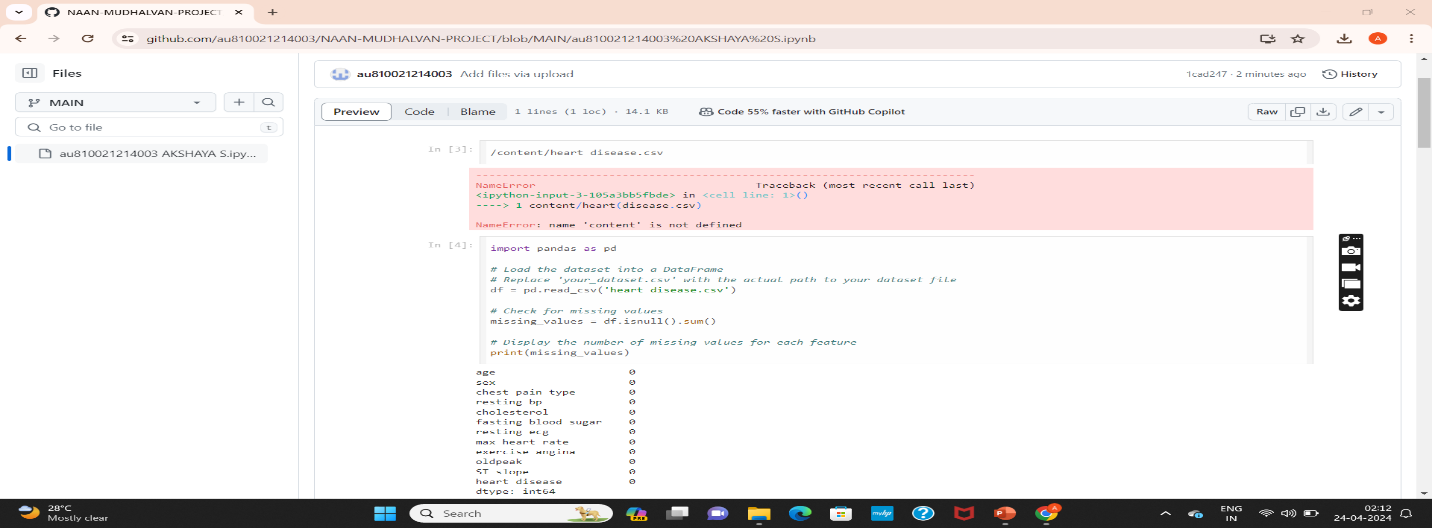 NAAN-MUDHALVAN-PROJECT
github.com/au810021214003/NAAN-MUDHALVAN-PROJECT/blob/MAIN/au810021214003%20AKSHAYA%20S.ipynb
A
Files
MAIN
Go to file
t
au810021214003 AKSHAYA S.ipy...
au810021214003 Add files via upload
1cad247 · 2 minutes ago
History
Preview
Code
Blame
1 lines (1 loc) · 14.1 KB
Code 55% faster with GitHub Copilot
Raw
In [3]:
/content/heart disease.csv
---------------------------------------------------------------------------
NameError Traceback (most recent call last)
<ipython-input-3-105a3bb5fbde> in <cell line: 1>()
----> 1 content/heart(disease.csv)
NameError: name 'content' is not defined
In [4]:
import pandas as pd
# Load the dataset into a DataFrame
# Replace 'your_dataset.csv' with the actual path to your dataset file
df = pd.read_csv('heart disease.csv')
# Check for missing values
missing_values = df.isnull().sum()
# Display the number of missing values for each feature
print(missing_values)
age 0
sex 0
chest pain type 0
resting bp 0
cholesterol 0
fasting blood sugar 0
resting ecg 0
max heart rate 0
exercise angina 0
oldpeak 0
ST slope 0
heart disease 0
dtype: int64
28°C
Mostly clear
Search
ENG
IN
02:12
24-04-2024